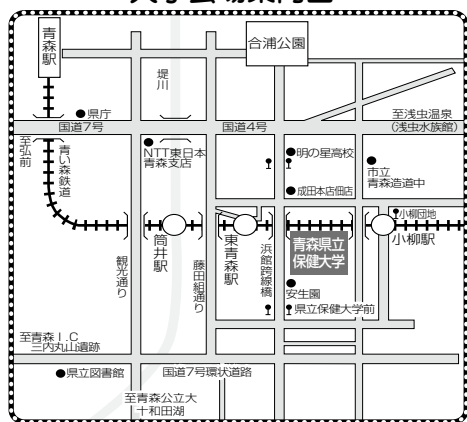 青森駅
合浦公園
堤川
●県庁
国道7号
国道4号
至浅虫温泉
(浅虫水族館)
至弘前
青い森鉄道
NTT東日本
青森支店
●明の星高校
市立
青森造道中
●成田本店佃店
小柳団地
小柳駅
観光通り
筒井駅
藤田組通り
東青森駅
浜館跨線橋
青森県立
保健大学
安生園
県立保健大学前
至青森I.C
三内丸山遺跡
●県立図書館
国道7号環状道路
至青森公立大
十和田湖